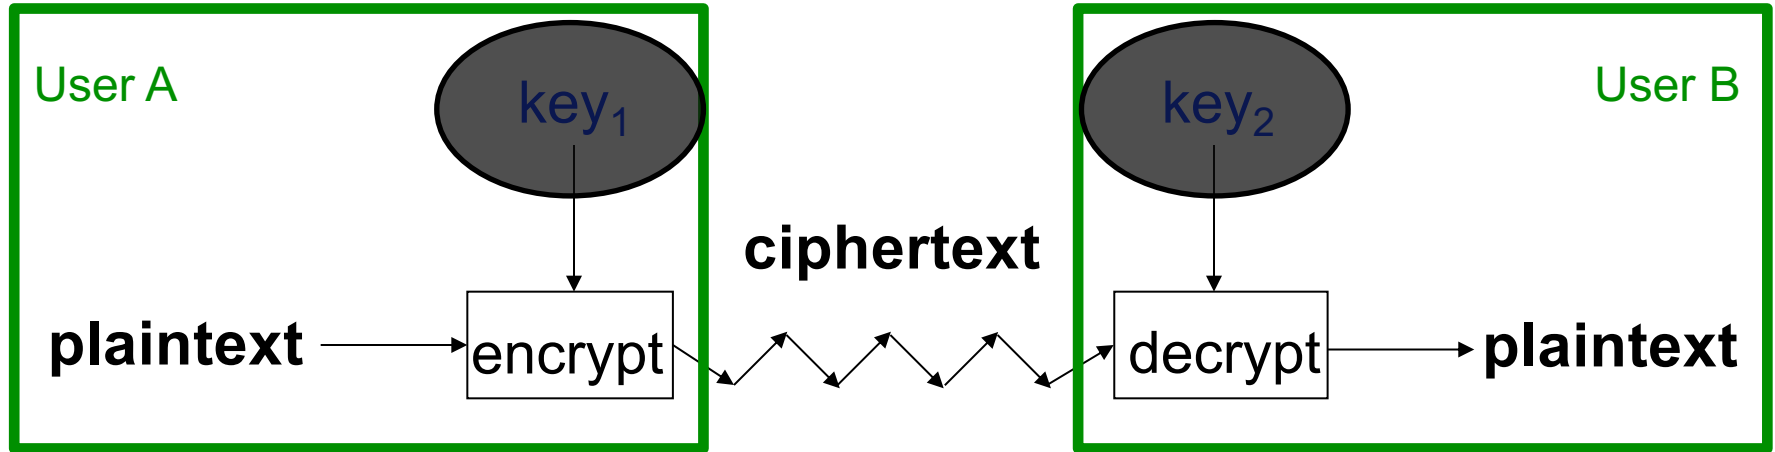 User A
key₁
key₂
User B
ciphertext
plaintext
encrypt
decrypt
plaintext